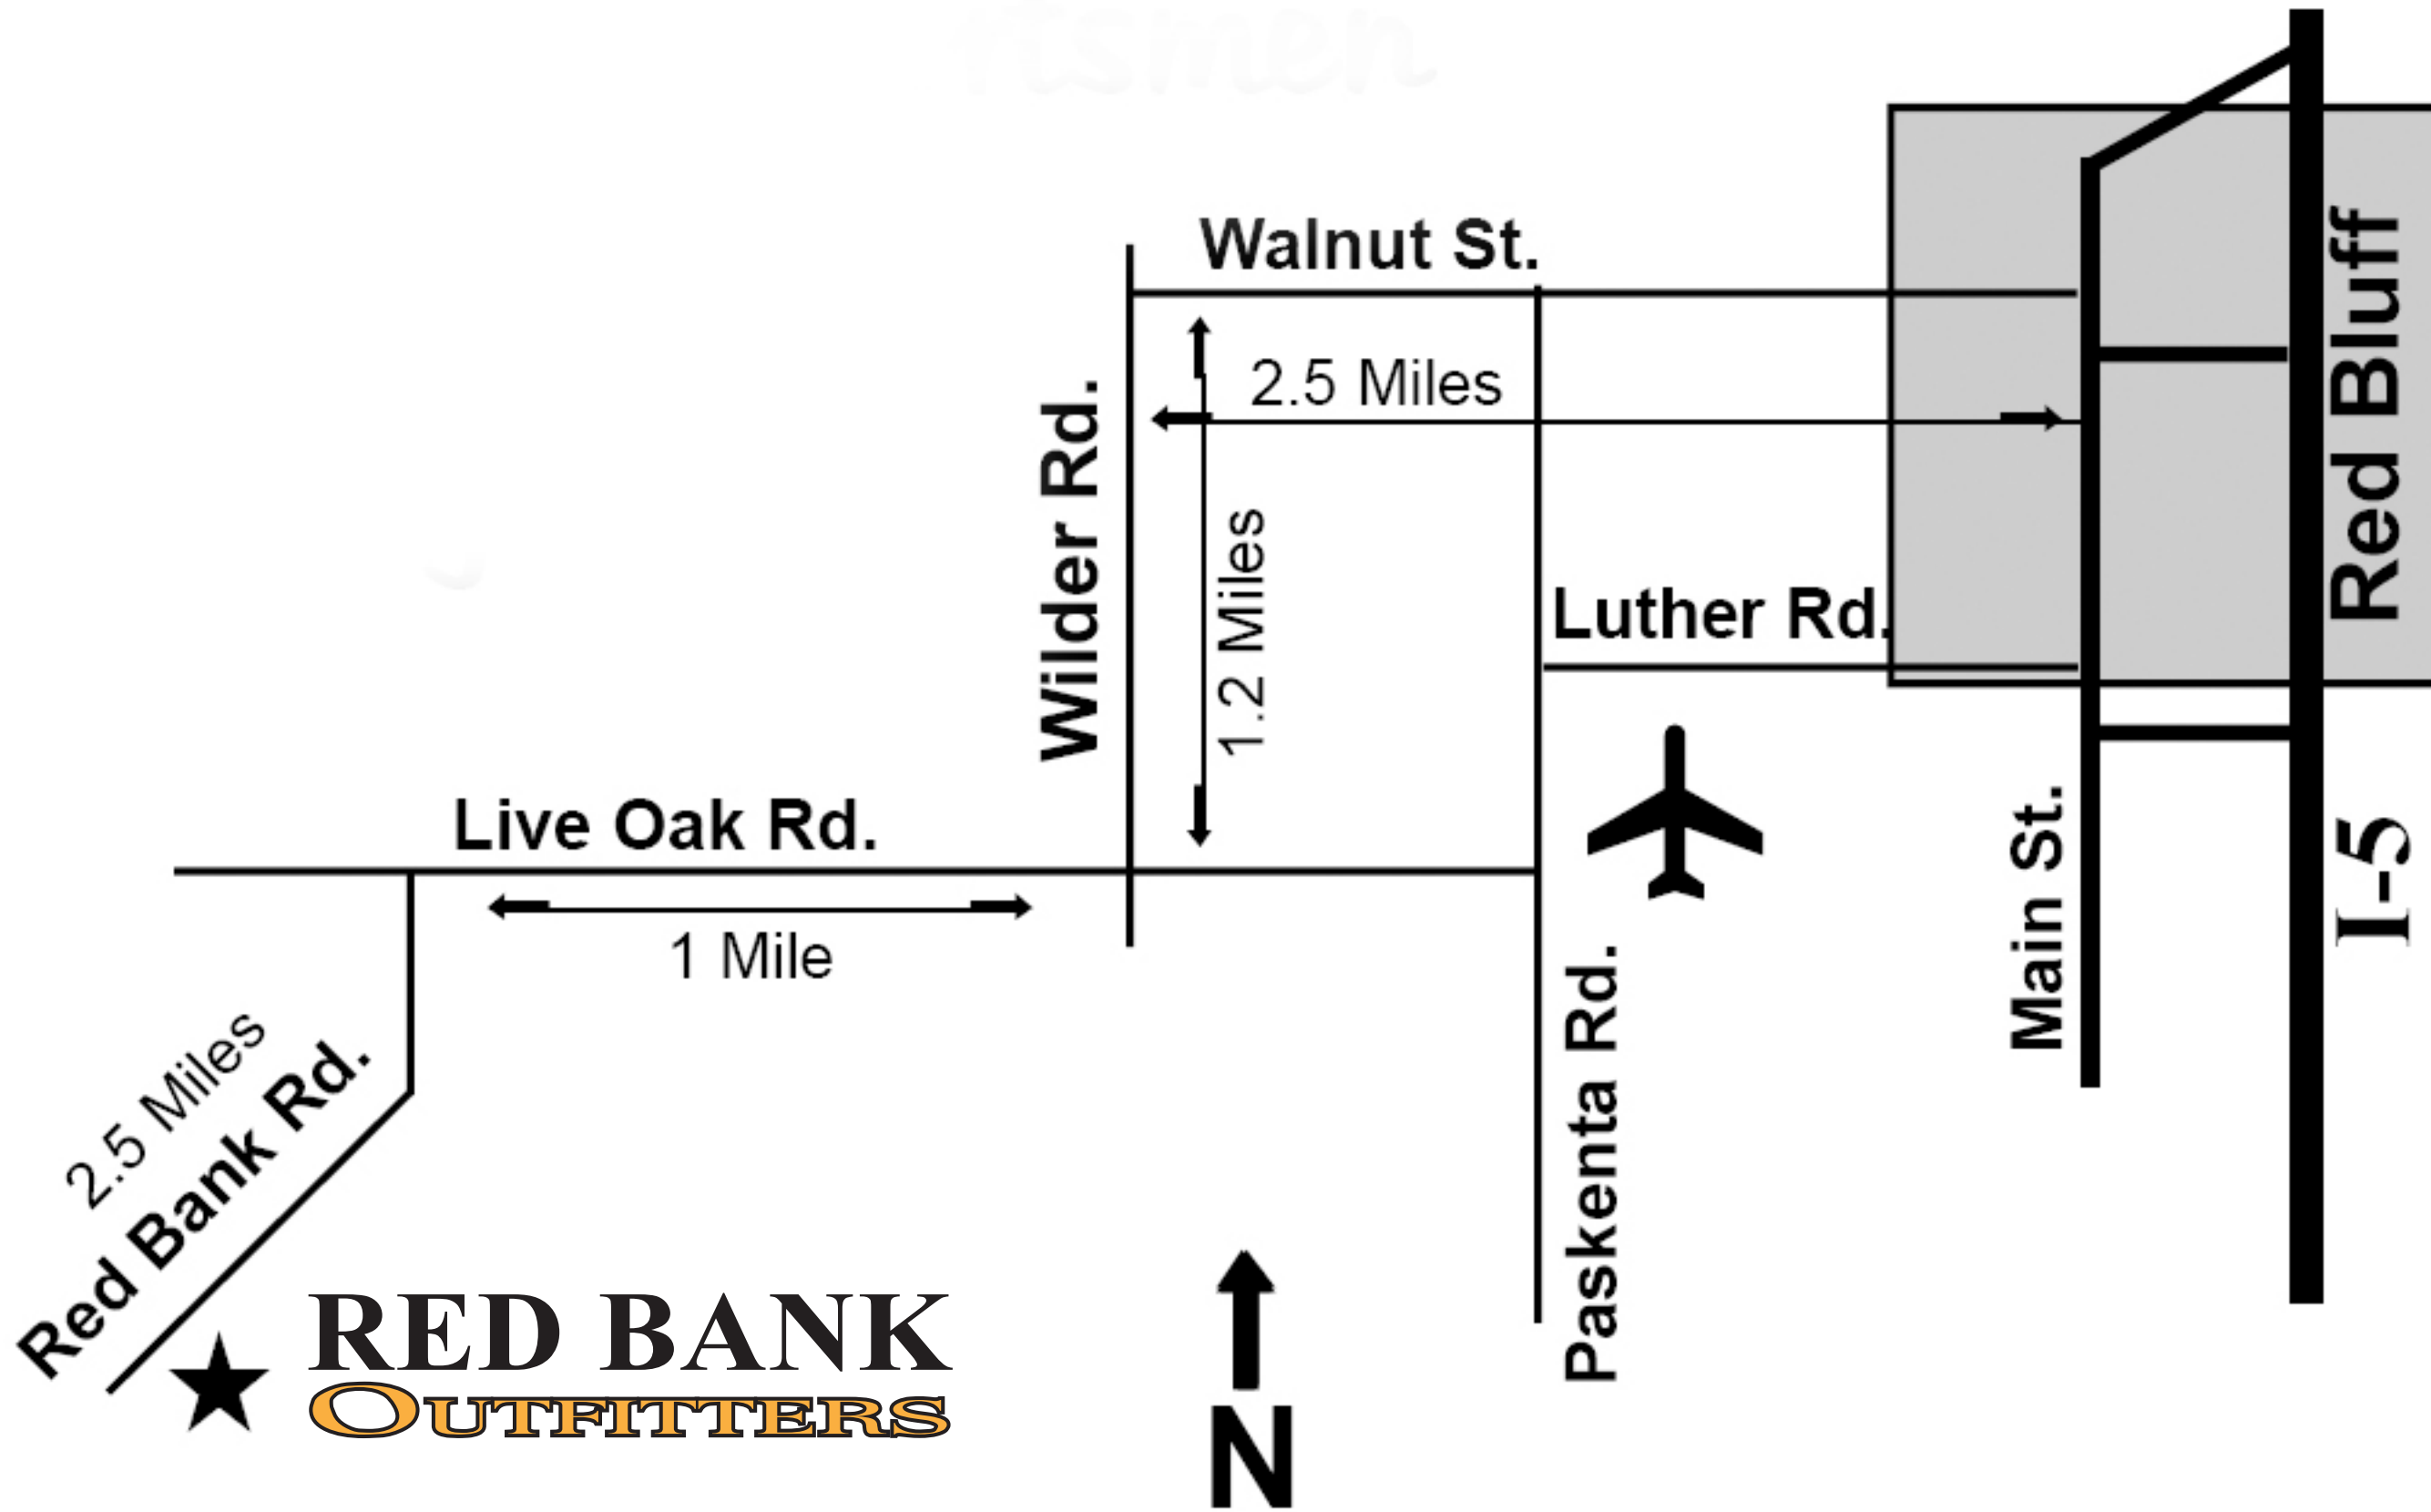 Walnut St.
2.5 Miles
Wilder Rd.
1.2 Miles
Red Bluff
Luther Rd.
Live Oak Rd.
1 Mile
Main St.
I-5
Paskenta Rd.
2.5 Miles
Red Bank Rd.
RED BANK
OUTFITTERS
N